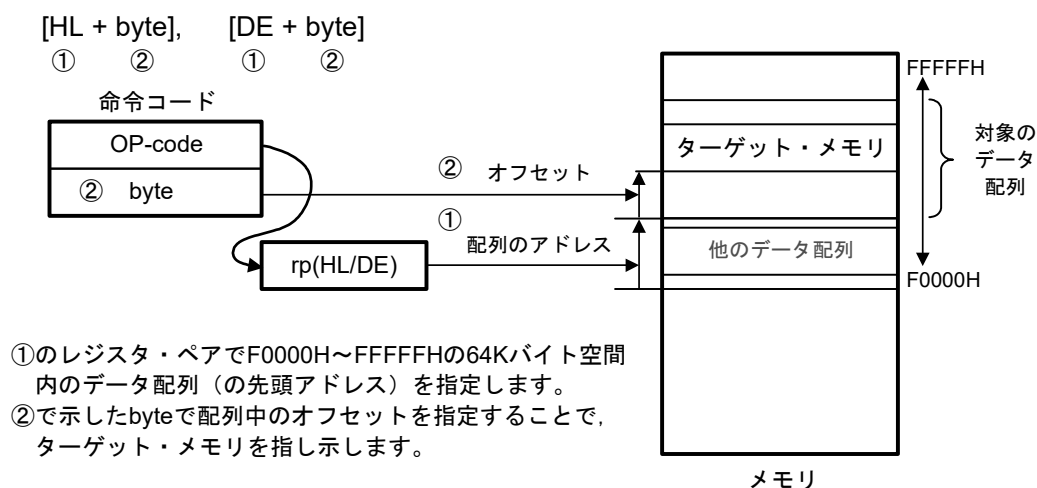 [HL + byte], [DE + byte]
① ② ① ②
命令コード
OP-code
② byte
rp(HL/DE)
② オフセット
①
配列のアドレス
FFFFFH
ターゲット・メモリ
対象の
データ
配列
他のデータ配列
F0000H
メモリ
①のレジスタ・ペアでF0000H～FFFFFHの64Kバイト空間
内のデータ配列（の先頭アドレス）を指定します。
②で示したbyteで配列中のオフセットを指定することで,
ターゲット・メモリを指し示します。